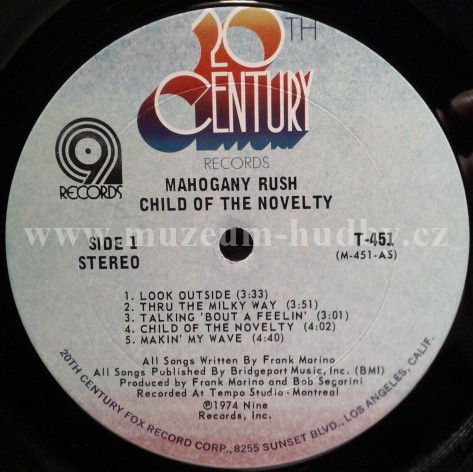 20TH
CENTURY
RECORDS
9
RECORDS
MAHOGANY RUSH
CHILD OF THE NOVELTY
www.muzeum-hudby.cz
SIDE 1
STEREO
T-451
(M-451-AS)
1. LOOK OUTSIDE (3:33)
2. THRU THE MILKY WAY (3:51)
3. TALKING 'BOUT A FEELIN' (3:01)
4. CHILD OF THE NOVELTY (4:02)
5. MAKIN' MY WAVE (4:40)
All Songs Written By Frank Marino
All Songs Published By Bridgeport Music, Inc. (BMI)
Produced by Frank Marino and Bob Segarini
Recorded At Tempo Studio - Montreal
Ⓟ1974 Nine
Records, Inc.
20TH CENTURY FOX RECORD CORP., 8255 SUNSET BLVD., LOS ANGELES, CALIF.